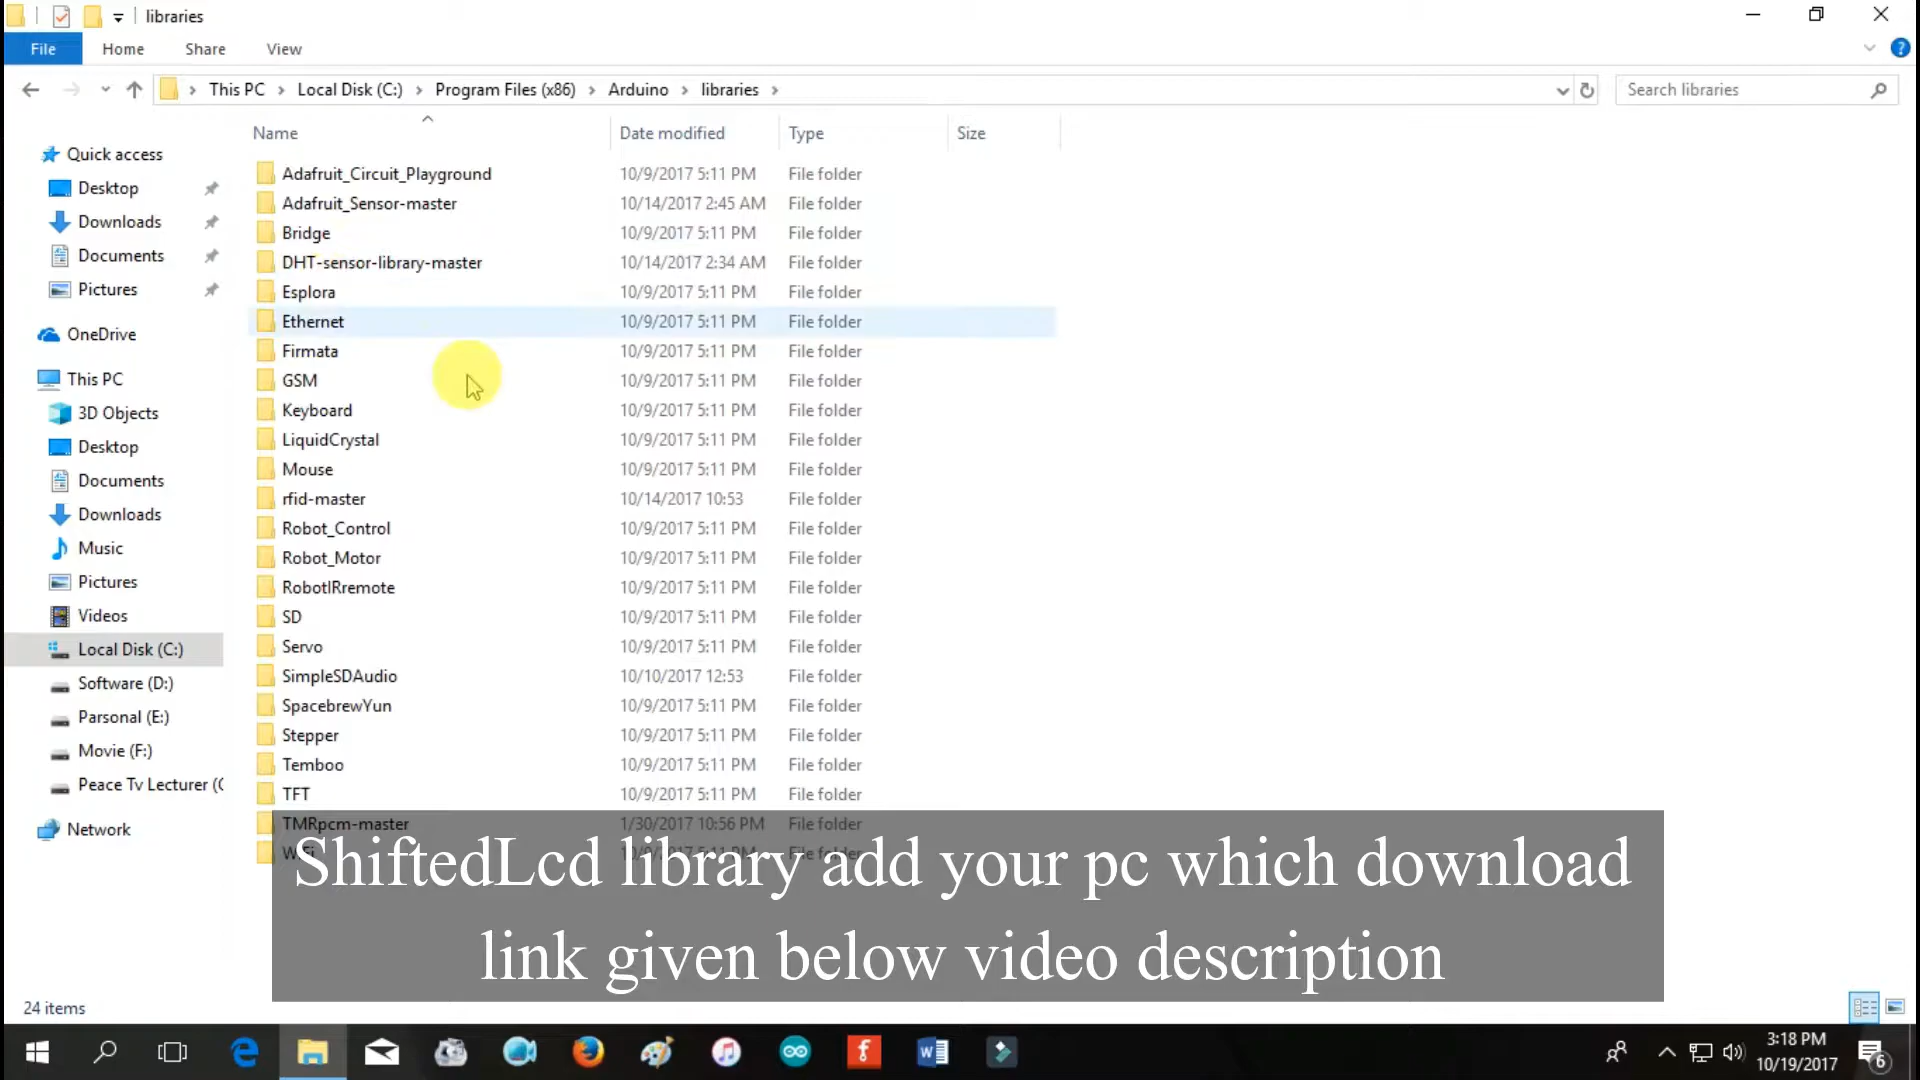 libraries
File Home Share View
This PC Local Disk (C:) Program Files (x86) Arduino libraries Search libraries
Name Date modified Type Size
Quick access
Desktop
Downloads
Documents
Pictures
OneDrive
This PC
3D Objects
Desktop
Documents
Downloads
Music
Pictures
Videos
Local Disk (C:)
Software (D:)
Parsonal (E:)
Movie (F:)
Peace Tv Lecturer (
Network
Adafruit_Circuit_Playground 10/9/2017 5:11 PM File folder
Adafruit_Sensor-master 10/14/2017 2:45 AM File folder
Bridge 10/9/2017 5:11 PM File folder
DHT-sensor-library-master 10/14/2017 2:34 AM File folder
Esplora 10/9/2017 5:11 PM File folder
Ethernet 10/9/2017 5:11 PM File folder
Firmata 10/9/2017 5:11 PM File folder
GSM 10/9/2017 5:11 PM File folder
Keyboard 10/9/2017 5:11 PM File folder
LiquidCrystal 10/9/2017 5:11 PM File folder
Mouse 10/9/2017 5:11 PM File folder
rfid-master 10/14/2017 10:53 File folder
Robot_Control 10/9/2017 5:11 PM File folder
Robot_Motor 10/9/2017 5:11 PM File folder
RobotIRremote 10/9/2017 5:11 PM File folder
SD 10/9/2017 5:11 PM File folder
Servo 10/9/2017 5:11 PM File folder
SimpleSDAudio 10/10/2017 12:53 File folder
SpacebrewYun 10/9/2017 5:11 PM File folder
Stepper 10/9/2017 5:11 PM File folder
Temboo 10/9/2017 5:11 PM File folder
TFT 10/9/2017 5:11 PM File folder
TMRpcm-master 1/30/2017 10:56 PM File folder
ShiftedLcd library add your pc which download
link given below video description
24 items
3:18 PM
10/19/2017
6